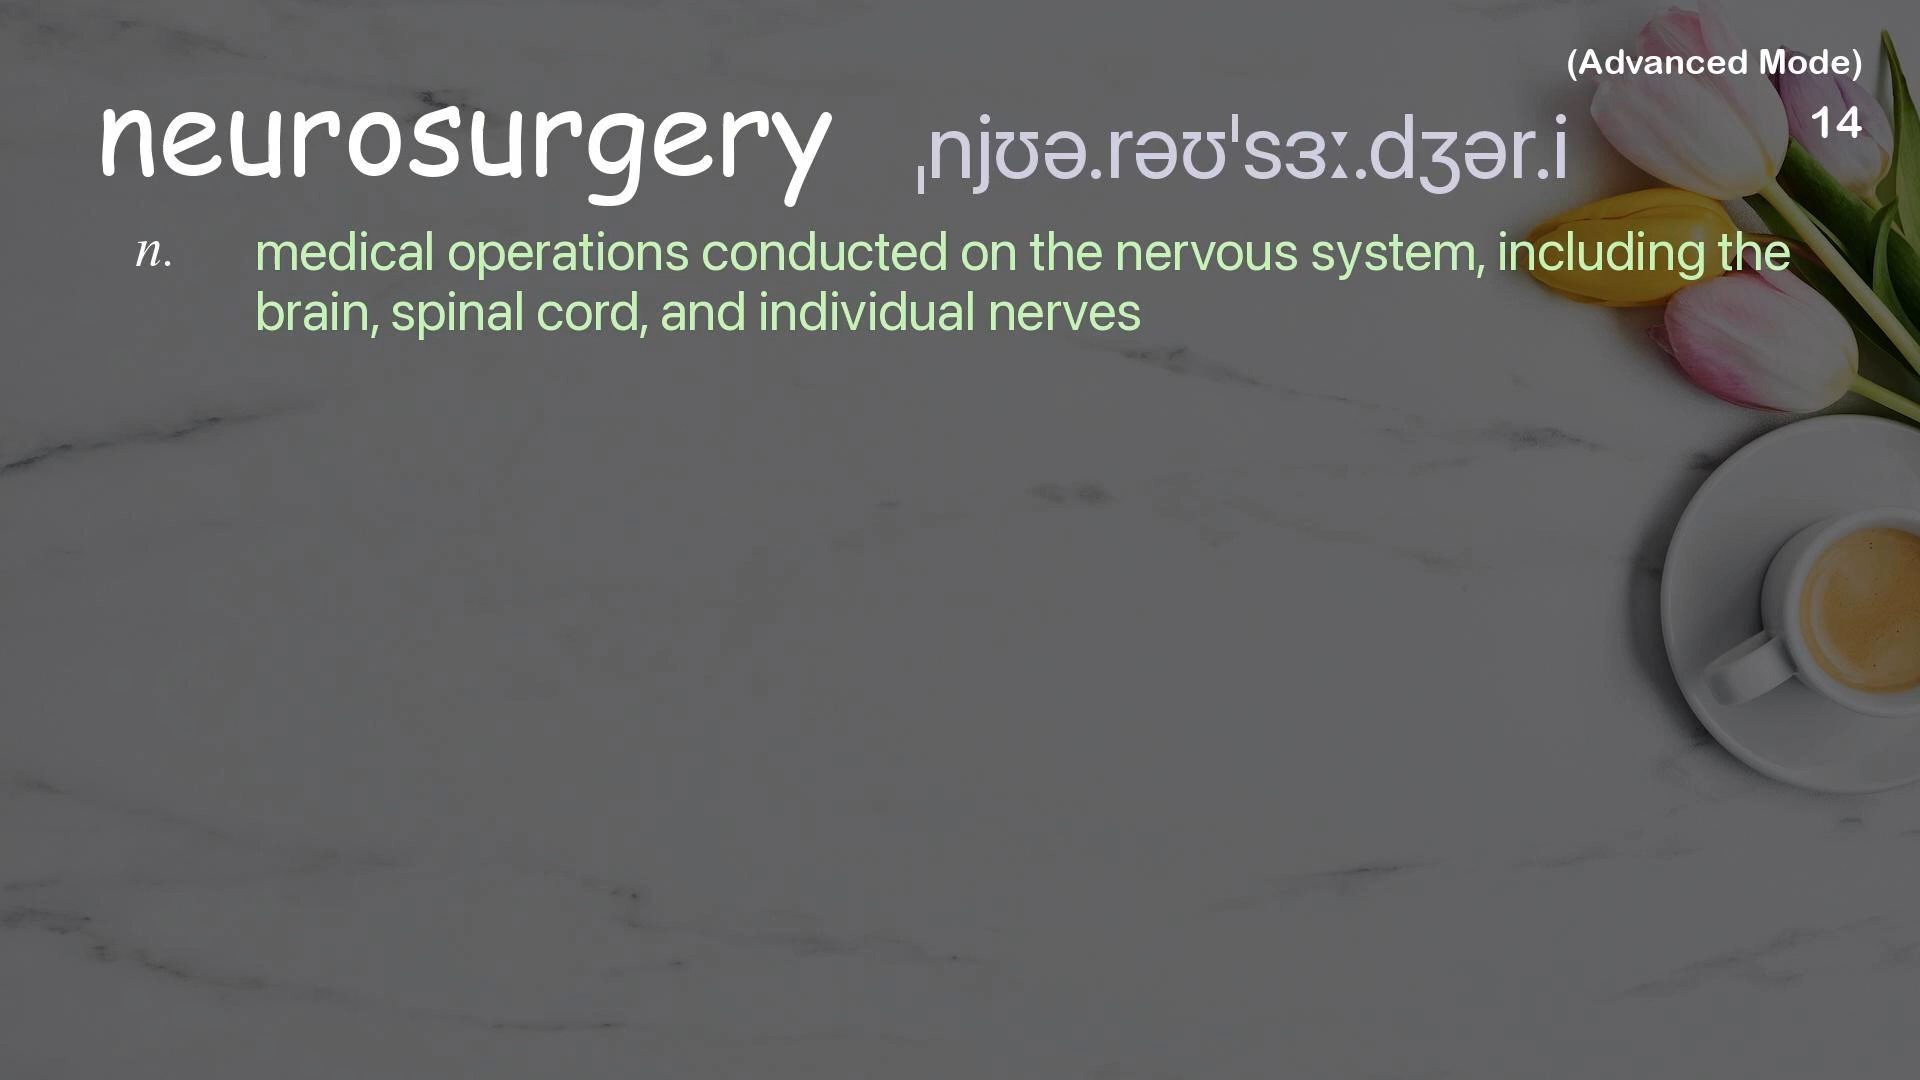 (Advanced Mode)
neurosurgery ˌnjʊə.rəʊˈsɜː.dʒər.i
14
n. medical operations conducted on the nervous system, including the
brain, spinal cord, and individual nerves